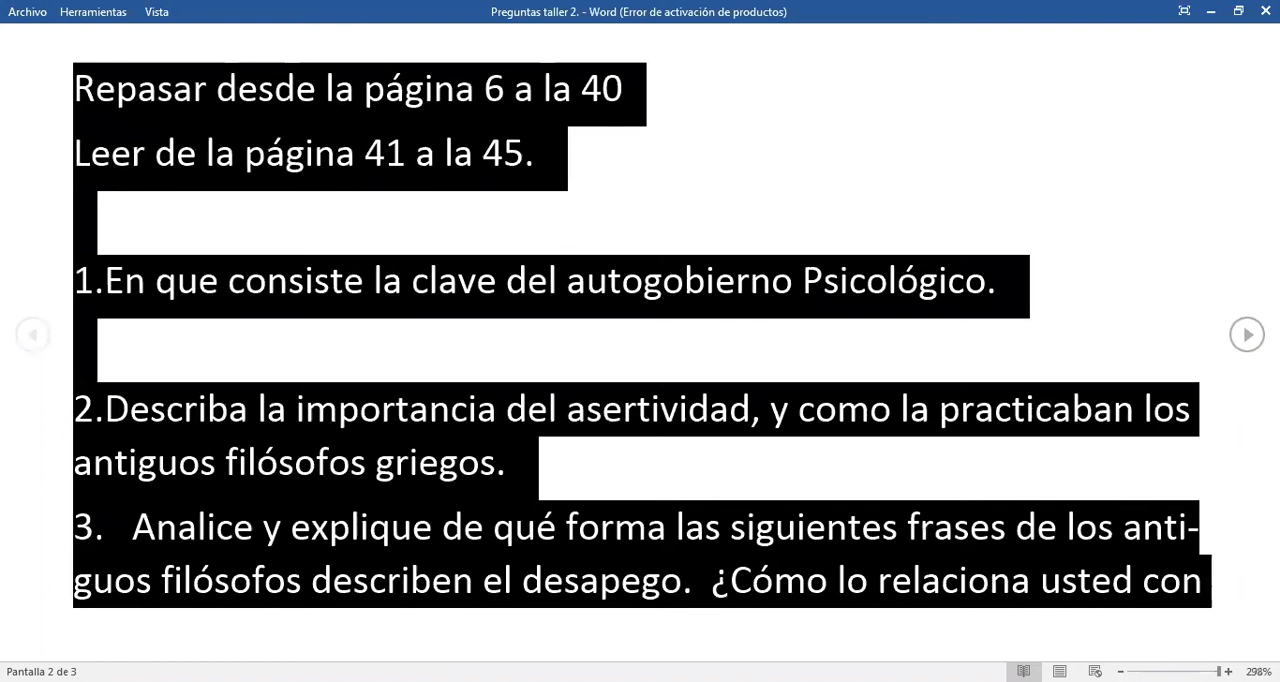 Archivo Herramientas Vista Preguntas taller 2. - Word (Error de activación de productos)
Repasar desde la página 6 a la 40
Leer de la página 41 a la 45.
1.En que consiste la clave del autogobierno Psicológico.
2.Describa la importancia del asertividad, y como la practicaban los
antiguos filósofos griegos.
3. Analice y explique de qué forma las siguientes frases de los anti-
guos filósofos describen el desapego. ¿Cómo lo relaciona usted con
Pantalla 2 de 3 298%